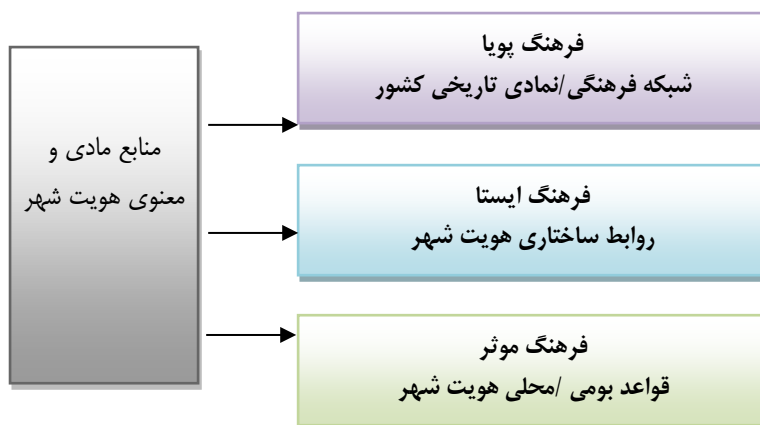 منابع مادی و
معنوی هویت شهر
فرهنگ پویا
شبکه فرهنگی/نمادی تاریخی کشور
فرهنگ ایستا
روابط ساختاری هویت شهر
فرهنگ موثر
قواعد بومی /محلی هویت شهر